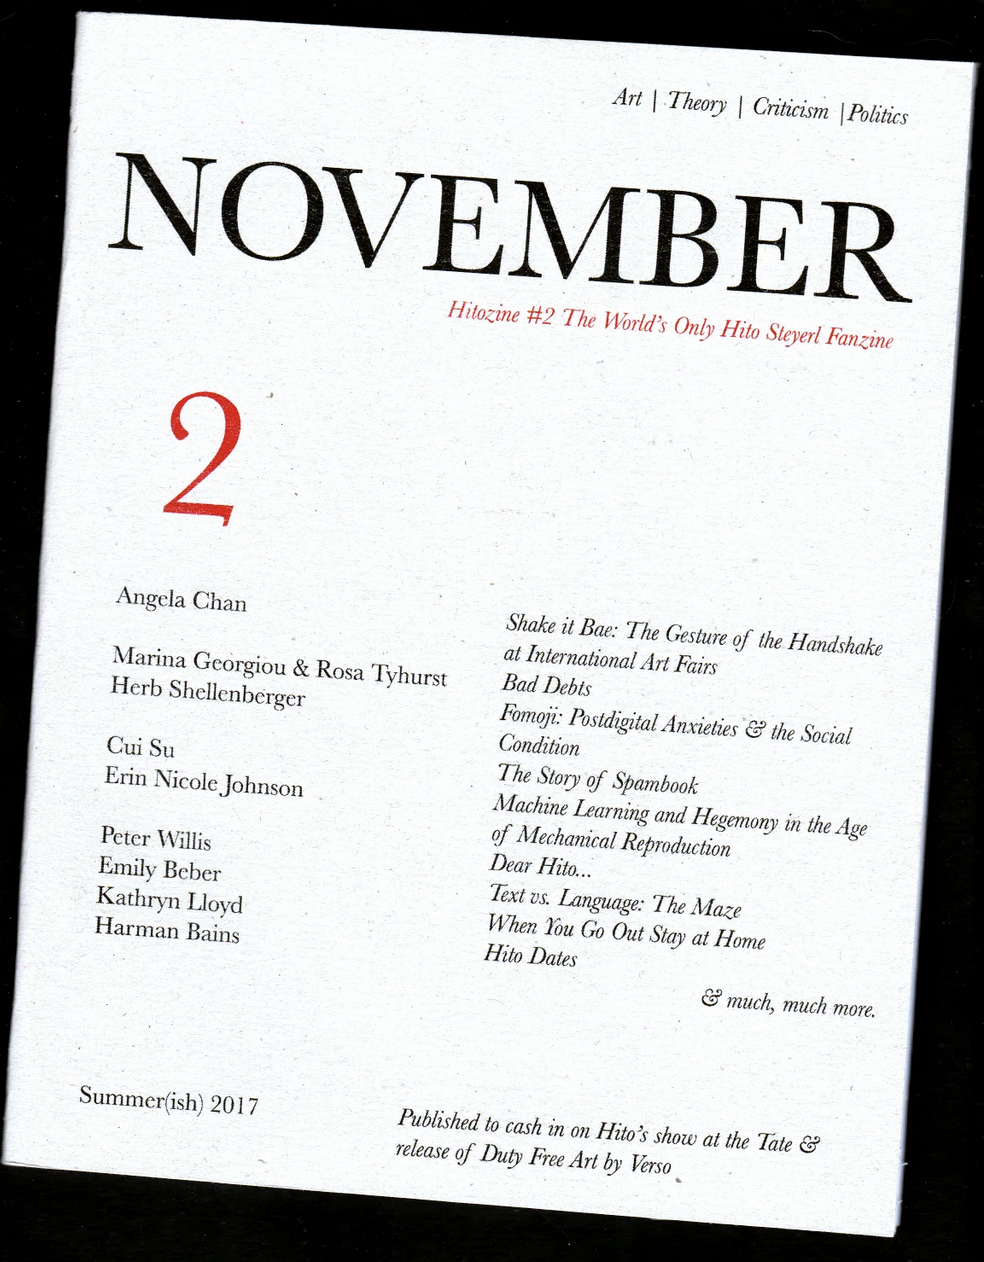 Art | Theory | Criticism |Politics
NOVEMBER
Hitozine #2 The World's Only Hito Steyerl Fanzine
2
Angela Chan
Marina Georgiou & Rosa Tyhurst
Herb Shellenberger
Cui Su
Erin Nicole Johnson
Peter Willis
Emily Beber
Kathryn Lloyd
Harman Bains
Shake it Bae: The Gesture of the Handshake
at International Art Fairs
Bad Debts
Fomoji: Postdigital Anxieties & the Social
Condition
The Story of Spambook
Machine Learning and Hegemony in the Age
of Mechanical Reproduction
Dear Hito...
Text vs. Language: The Maze
When You Go Out Stay at Home
Hito Dates
& much, much more.
Summer(ish) 2017
Published to cash in on Hito's show at the Tate &
release of Duty Free Art by Verso